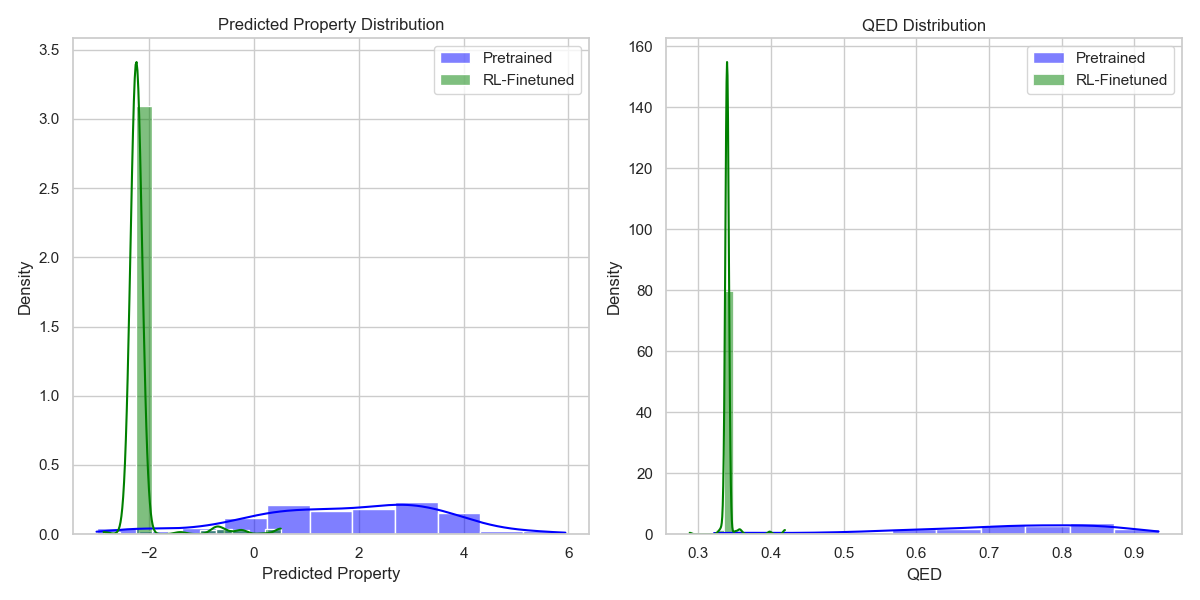 Predicted Property Distribution
3.5
3.0
2.5
2.0
1.5
1.0
0.5
0.0
Density
−2
0
2
4
6
Predicted Property
Pretrained
RL-Finetuned
QED Distribution
160
140
120
100
80
60
40
20
0
Density
0.3
0.4
0.5
0.6
0.7
0.8
0.9
QED
Pretrained
RL-Finetuned